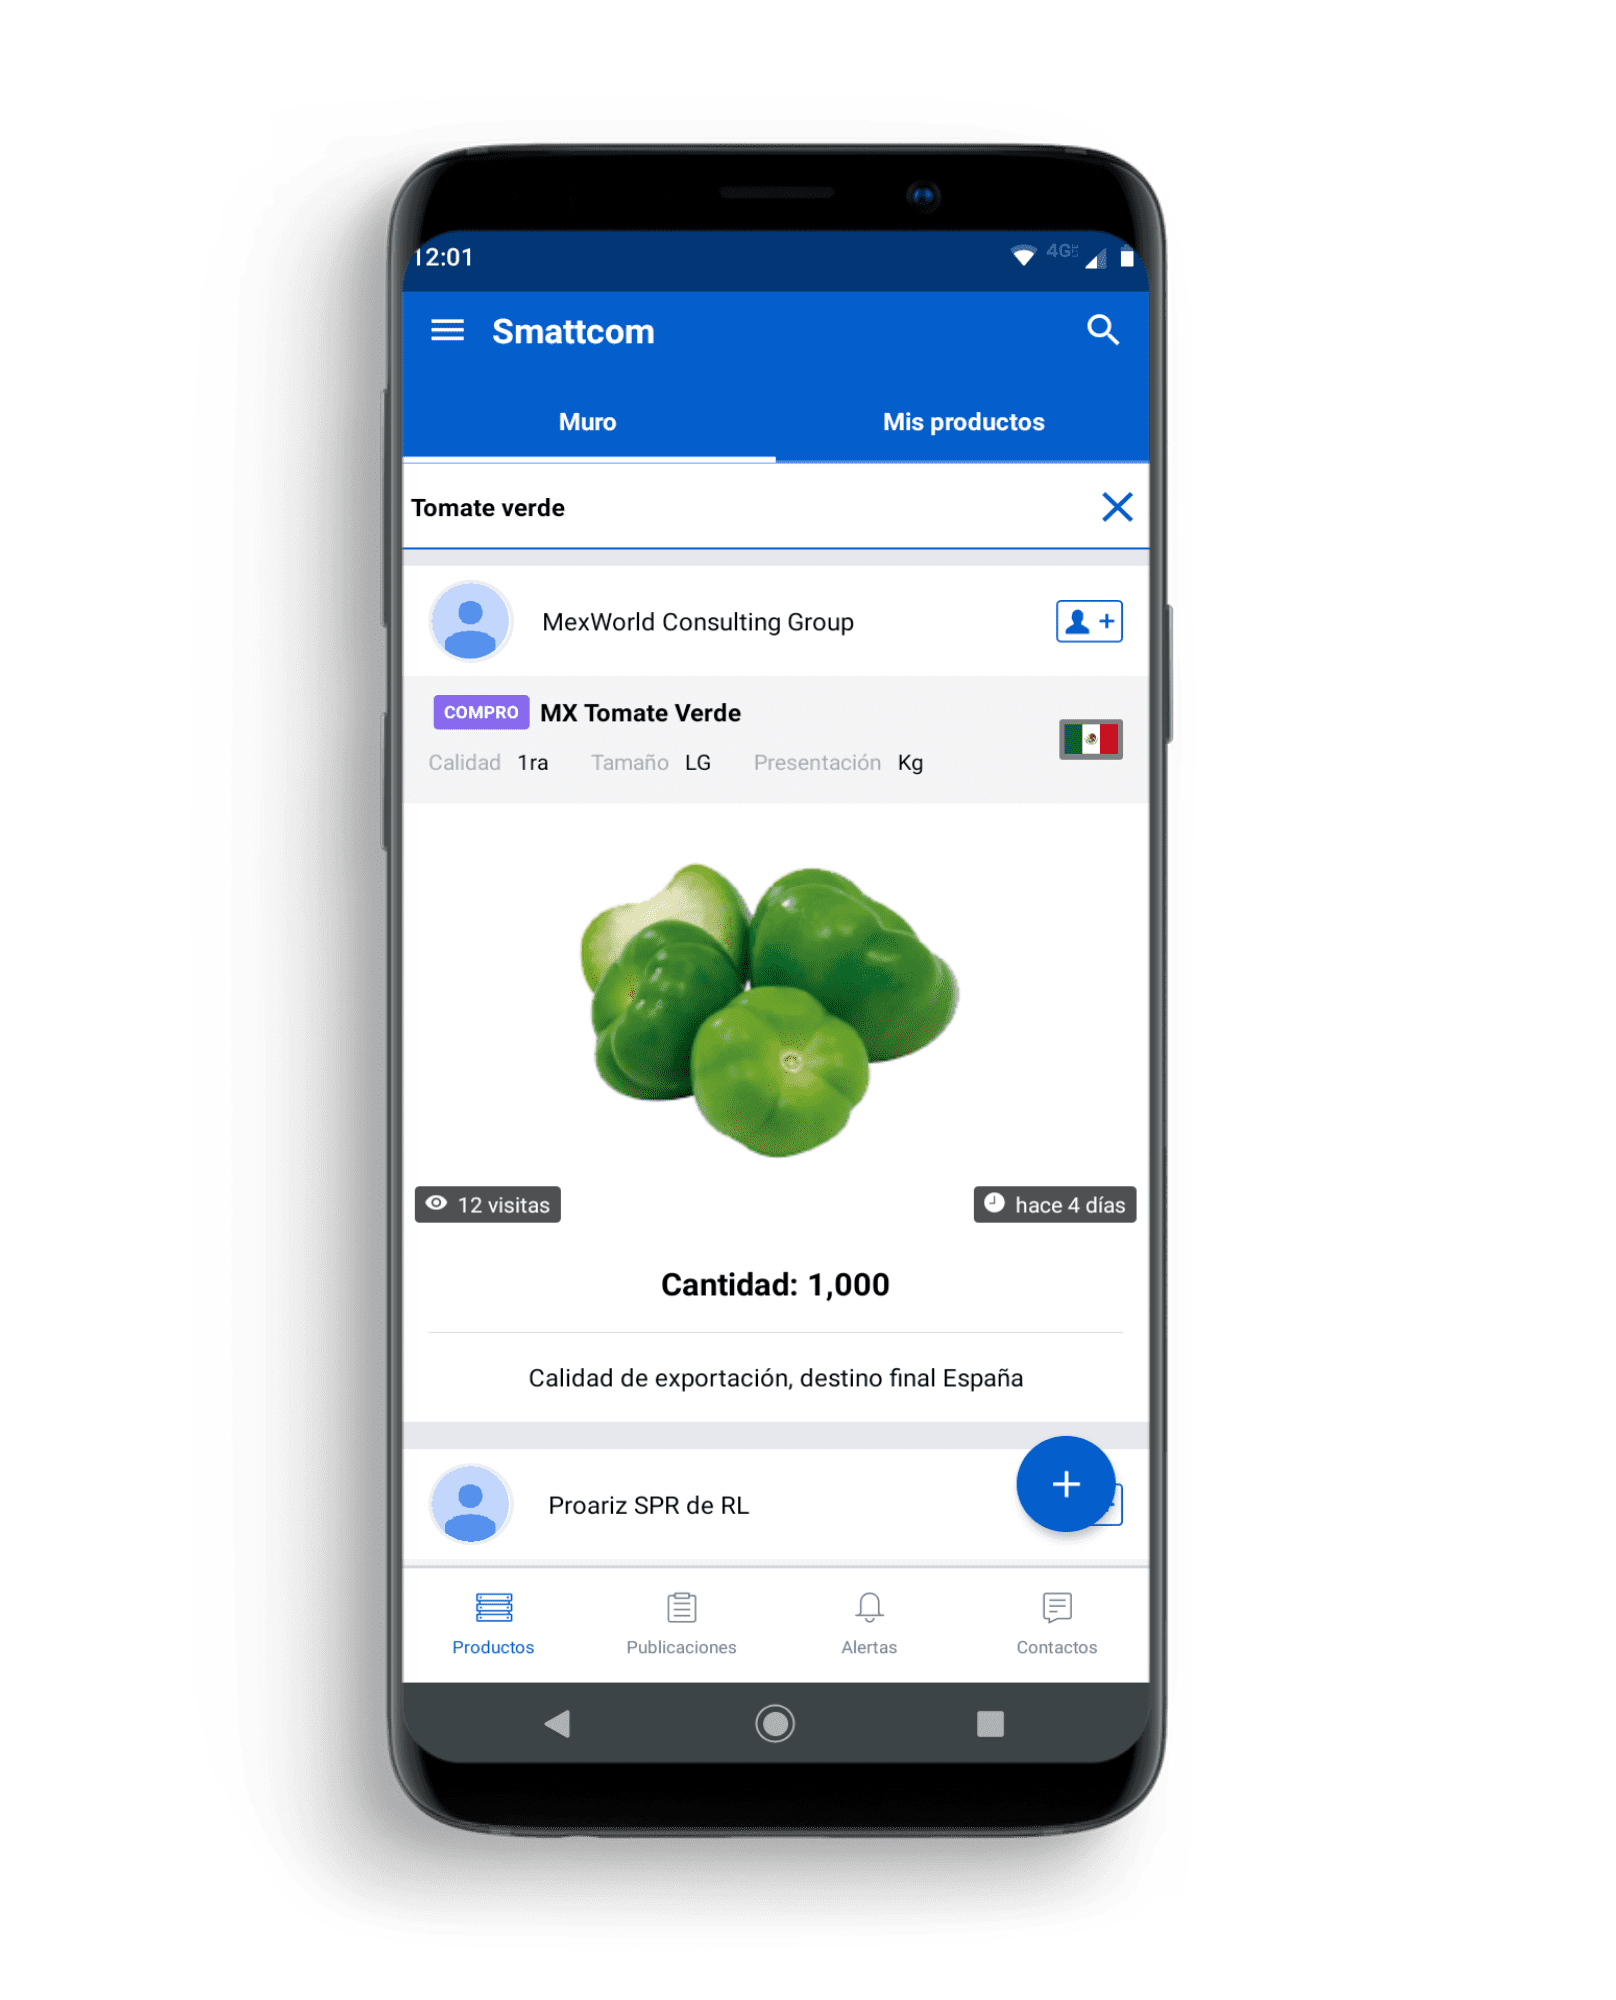 12:01 4G
Smattcom
Muro Mis productos
Tomate verde
MexWorld Consulting Group
COMPRO MX Tomate Verde
Calidad 1ra Tamaño LG Presentación Kg
12 visitas hace 4 días
Cantidad: 1,000
Calidad de exportación, destino final España
Proariz SPR de RL
Productos Publicaciones Alertas Contactos